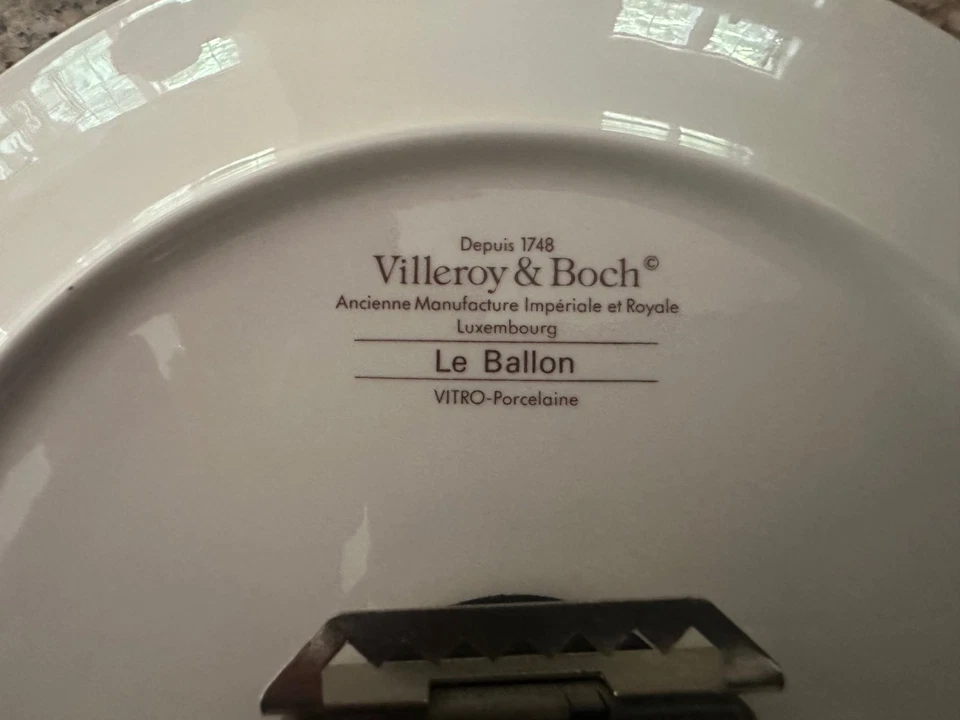 Depuis 1748
Villeroy & Boch©
Ancienne Manufacture Impériale et Royale
Luxembourg
Le Ballon
VITRO-Porcelaine